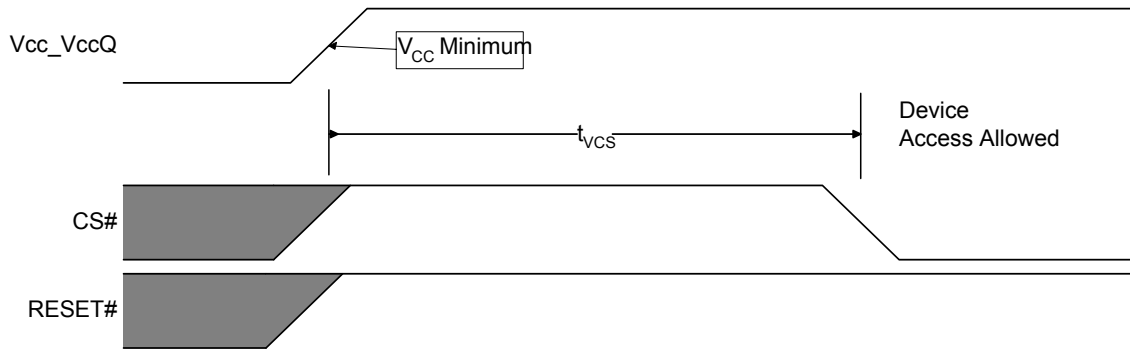 Vcc_VccQ
VCC Minimum
tVCS
Device
Access Allowed
CS#
RESET#